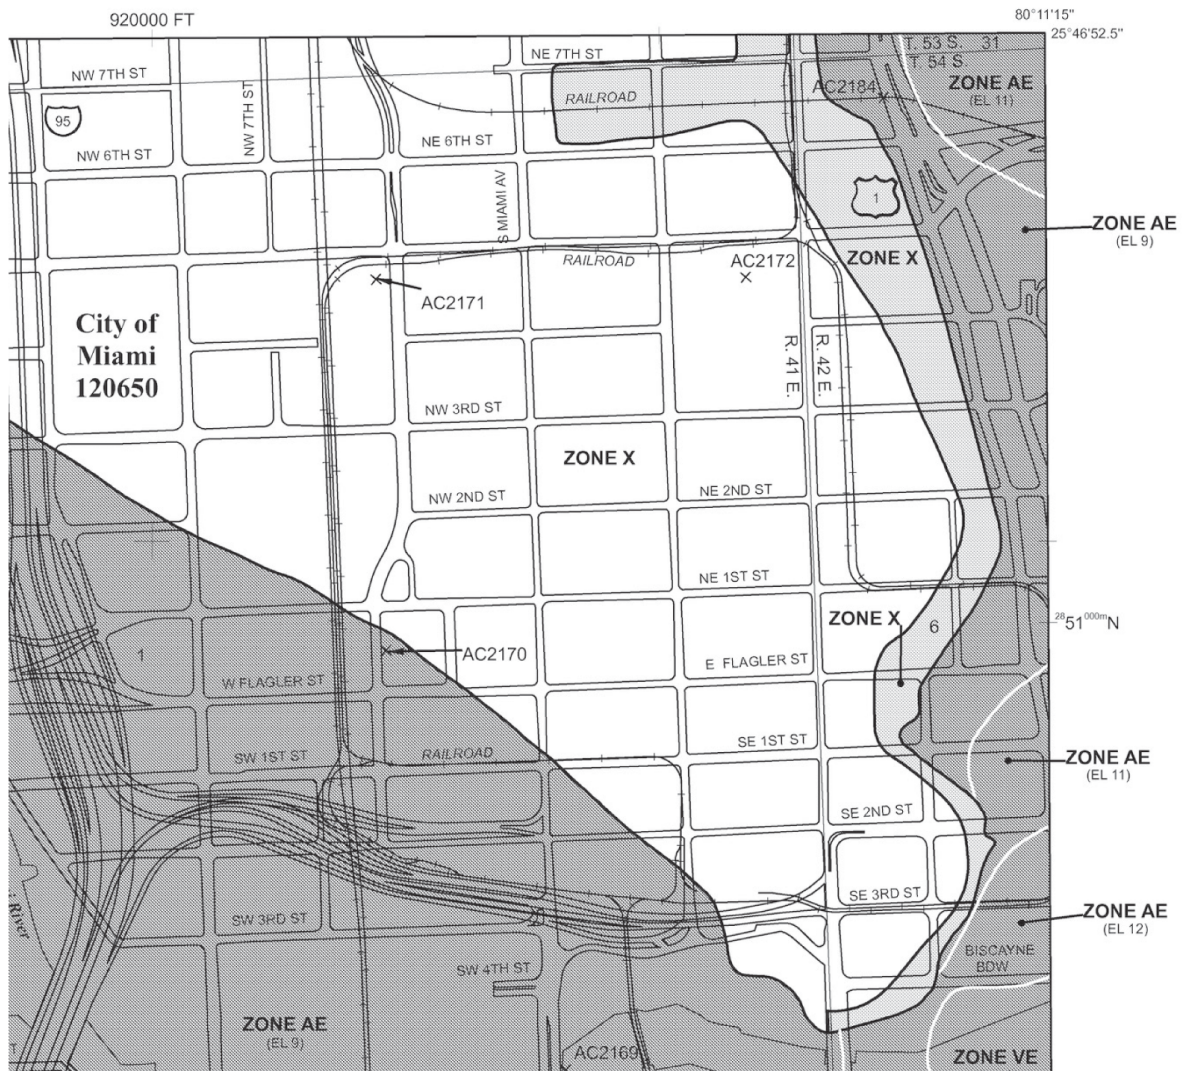 920000 FT
80°11'15"
25°46'52.5"
T. 53 S. 31
T. 54 S.
NE 7TH ST
NW 7TH ST
NW 7TH ST
ZONE AE
(EL 11)
AC2184
RAILROAD
95
NE 6TH ST
NW 6TH ST
S MIAMI AV
1
ZONE AE
(EL 9)
ZONE X
RAILROAD
AC2172
AC2171
City of
Miami
120650
R. 41 E.
R. 42 E.
NW 3RD ST
ZONE X
NW 2ND ST
NE 2ND ST
NE 1ST ST
ZONE X
6
2851000mN
1
AC2170
E FLAGLER ST
W FLAGLER ST
SE 1ST ST
SW 1ST ST
RAILROAD
ZONE AE
(EL 11)
SE 2ND ST
SE 3RD ST
River
SW 3RD ST
ZONE AE
(EL 12)
BISCAYNE
BDW
SW 4TH ST
ZONE AE
(EL 9)
AC2169
ZONE VE